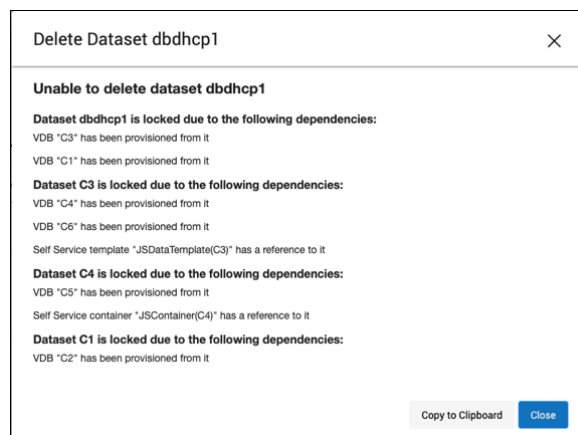 Delete Dataset dbdhcp1
Unable to delete dataset dbdhcp1
Dataset dbdhcp1 is locked due to the following dependencies:
VDB "C3" has been provisioned from it
VDB "C1" has been provisioned from it
Dataset C3 is locked due to the following dependencies:
VDB "C4" has been provisioned from it
VDB "C6" has been provisioned from it
Self Service template "JSDataTemplate(C3)" has a reference to it
Dataset C4 is locked due to the following dependencies:
VDB "C5" has been provisioned from it
Self Service container "JSContainer(C4)" has a reference to it
Dataset C1 is locked due to the following dependencies:
VDB "C2" has been provisioned from it
Copy to Clipboard Close